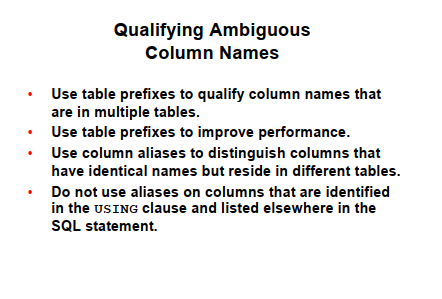 Qualifying Ambiguous
Column Names
• Use table prefixes to qualify column names that
are in multiple tables.
• Use table prefixes to improve performance.
• Use column aliases to distinguish columns that
have identical names but reside in different tables.
• Do not use aliases on columns that are identified
in the USING clause and listed elsewhere in the
SQL statement.